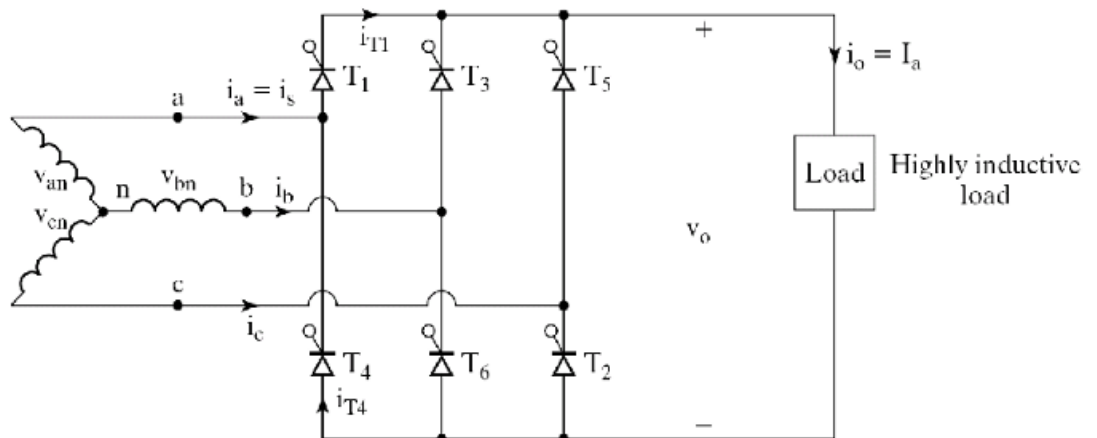 +
i_T1
i_o = I_a
T_1
T_3
T_5
a
i_a = i_s
v_an
n
v_bn
b
i_b
Load
Highly inductive
load
v_cn
v_o
c
i_c
T_4
T_6
T_2
i_T4
−